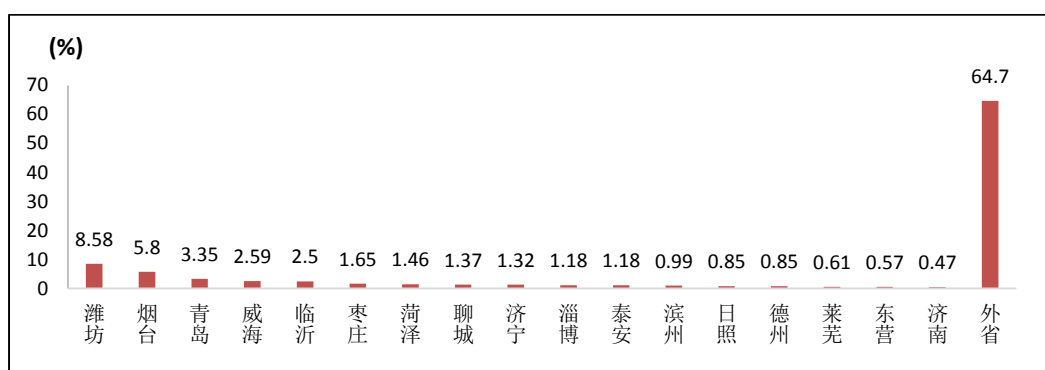 (%)
70
60
50
40
30
20
10
0
8.58
5.8
3.35
2.59
2.5
1.65
1.46
1.37
1.32
1.18
1.18
0.99
0.85
0.85
0.61
0.57
0.47
64.7
潍坊
烟台
青岛
威海
临沂
枣庄
菏泽
聊城
济宁
淄博
泰安
滨州
日照
德州
莱芜
东营
济南
外省